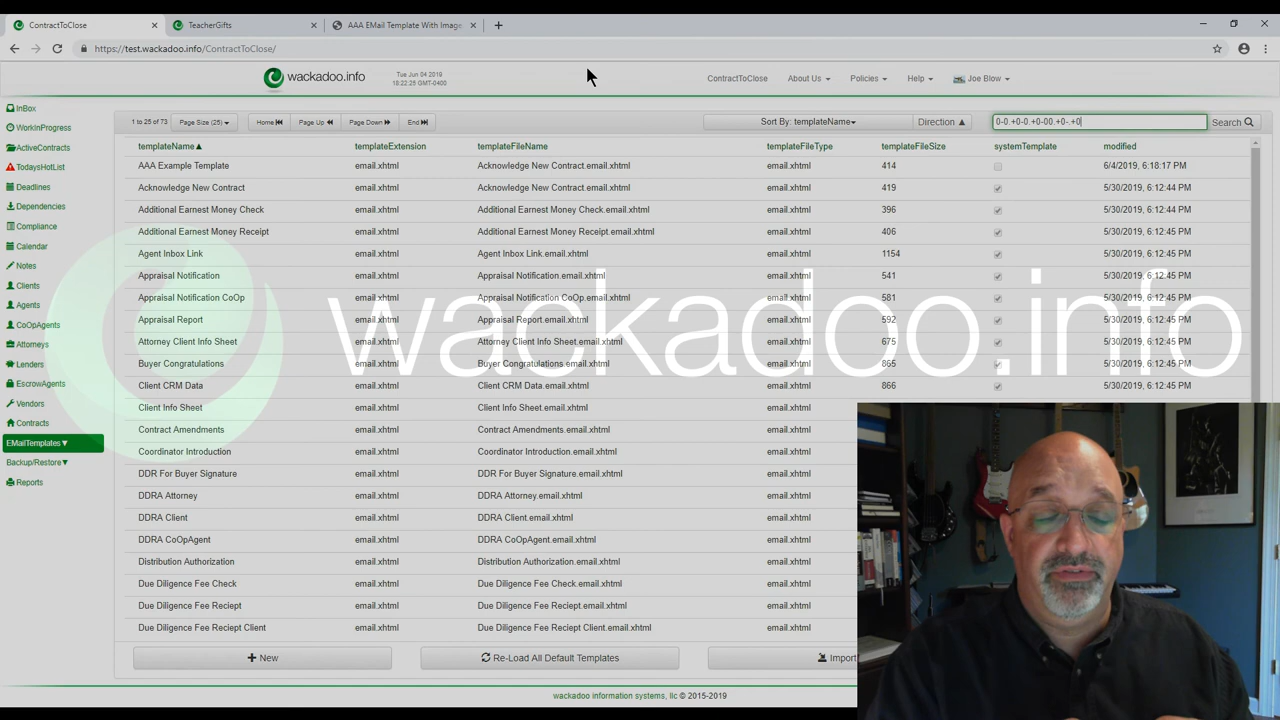 ContractToClose
TeacherGifts
AAA EMail Template With Imag
https://test.wackadoo.info/ContractToClose/
wackadoo.info
Tue Jun 04 2019
18:22:25 GMT-0400
ContractToClose About Us Policies Help Joe Blow
InBox
WorkInProgress
ActiveContracts
TodaysHotList
Deadlines
Dependencies
Compliance
Calendar
Notes
Clients
Agents
CoOpAgents
Attorneys
Lenders
EscrowAgents
Vendors
Contracts
EMailTemplates
Backup/Restore
Reports
1 to 25 of 73 Page Size (25) Home Page Up Page Down End Sort By: templateName Direction 0-0.+0-0.+0-00.+0-.+0 Search
templateName templateExtension templateFileName templateFileType templateFileSize systemTemplate modified
AAA Example Template email.xhtml Acknowledge New Contract.email.xhtml email.xhtml 414 6/4/2019, 6:18:17 PM
Acknowledge New Contract email.xhtml Acknowledge New Contract.email.xhtml email.xhtml 419 5/30/2019, 6:12:44 PM
Additional Earnest Money Check email.xhtml Additional Earnest Money Check.email.xhtml email.xhtml 396 5/30/2019, 6:12:44 PM
Additional Earnest Money Receipt email.xhtml Additional Earnest Money Receipt.email.xhtml email.xhtml 406 5/30/2019, 6:12:45 PM
Agent Inbox Link email.xhtml Agent Inbox Link.email.xhtml email.xhtml 1154 5/30/2019, 6:12:45 PM
Appraisal Notification email.xhtml Appraisal Notification.email.xhtml email.xhtml 541 5/30/2019, 6:12:45 PM
Appraisal Notification CoOp email.xhtml Appraisal Notification CoOp.email.xhtml email.xhtml 581 5/30/2019, 6:12:45 PM
Appraisal Report email.xhtml Appraisal Report.email.xhtml email.xhtml 592 5/30/2019, 6:12:45 PM
Attorney Client Info Sheet email.xhtml Attorney Client Info Sheet.email.xhtml email.xhtml 675 5/30/2019, 6:12:45 PM
Buyer Congratulations email.xhtml Buyer Congratulations.email.xhtml email.xhtml 865 5/30/2019, 6:12:45 PM
Client CRM Data email.xhtml Client CRM Data.email.xhtml email.xhtml 866 5/30/2019, 6:12:45 PM
Client Info Sheet email.xhtml Client Info Sheet.email.xhtml email.xhtml
Contract Amendments email.xhtml Contract Amendments.email.xhtml email.xhtml
Coordinator Introduction email.xhtml Coordinator Introduction.email.xhtml email.xhtml
DDR For Buyer Signature email.xhtml DDR For Buyer Signature.email.xhtml email.xhtml
DDRA Attorney email.xhtml DDRA Attorney.email.xhtml email.xhtml
DDRA Client email.xhtml DDRA Client.email.xhtml email.xhtml
DDRA CoOpAgent email.xhtml DDRA CoOpAgent.email.xhtml email.xhtml
Distribution Authorization email.xhtml Distribution Authorization.email.xhtml email.xhtml
Due Diligence Fee Check email.xhtml Due Diligence Fee Check.email.xhtml email.xhtml
Due Diligence Fee Reciept email.xhtml Due Diligence Fee Reciept.email.xhtml email.xhtml
Due Diligence Fee Reciept Client email.xhtml Due Diligence Fee Reciept Client.email.xhtml email.xhtml
wackadoo.info
New Re-Load All Default Templates Import
wackadoo information systems, llc © 2015-2019